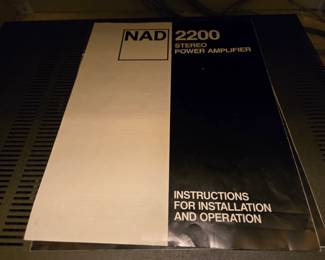 NAD 2200
STEREO
POWER AMPLIFIER
INSTRUCTIONS
FOR INSTALLATION
AND OPERATION